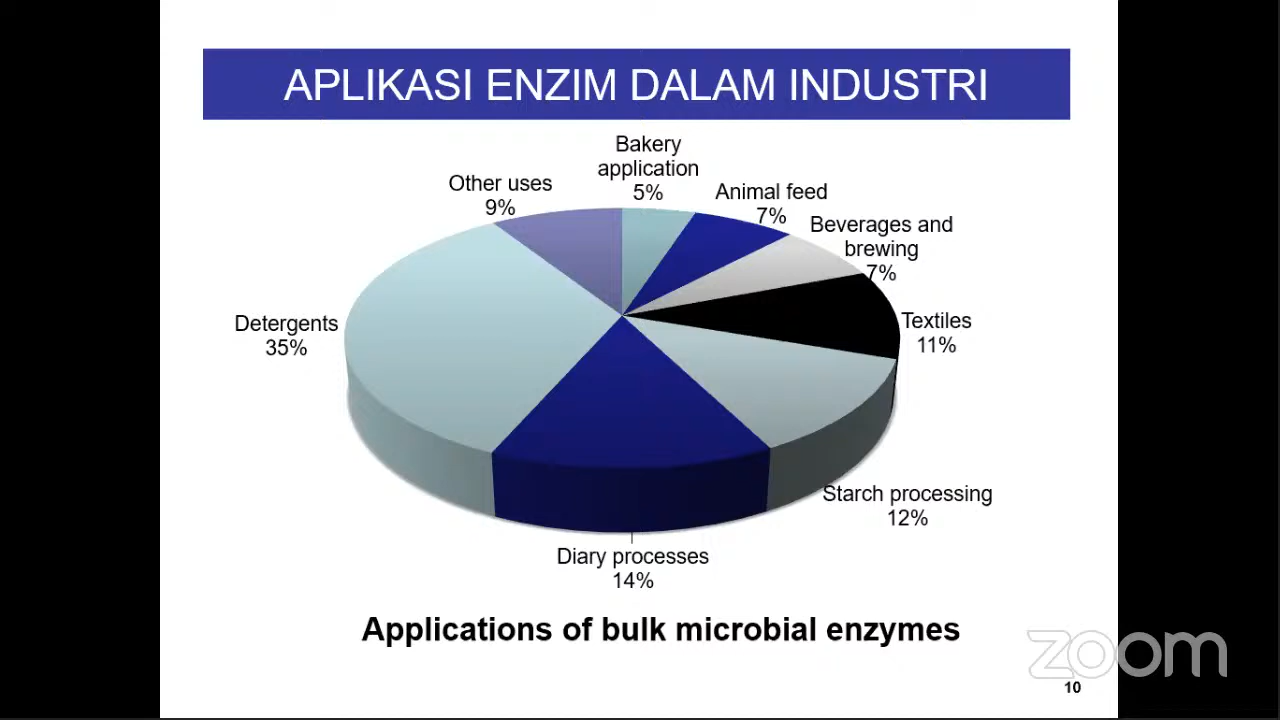 APLIKASI ENZIM DALAM INDUSTRI
Bakery
application
5%
Other uses
9%
Animal feed
7%
Beverages and
brewing
7%
Textiles
11%
Detergents
35%
Starch processing
12%
Diary processes
14%
Applications of bulk microbial enzymes
zoom
10